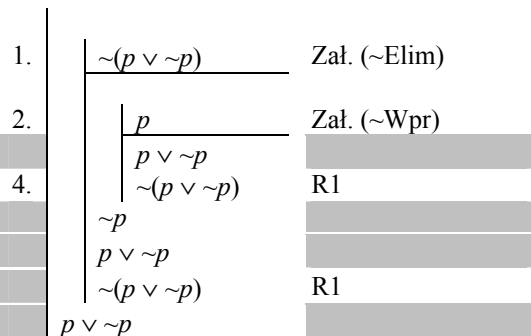 1. ~(p ∨ ~p) Zał. (~Elim)
2. p Zał. (~Wpr)
p ∨ ~p
4. ~(p ∨ ~p) R1
~p
p ∨ ~p
~(p ∨ ~p) R1
p ∨ ~p